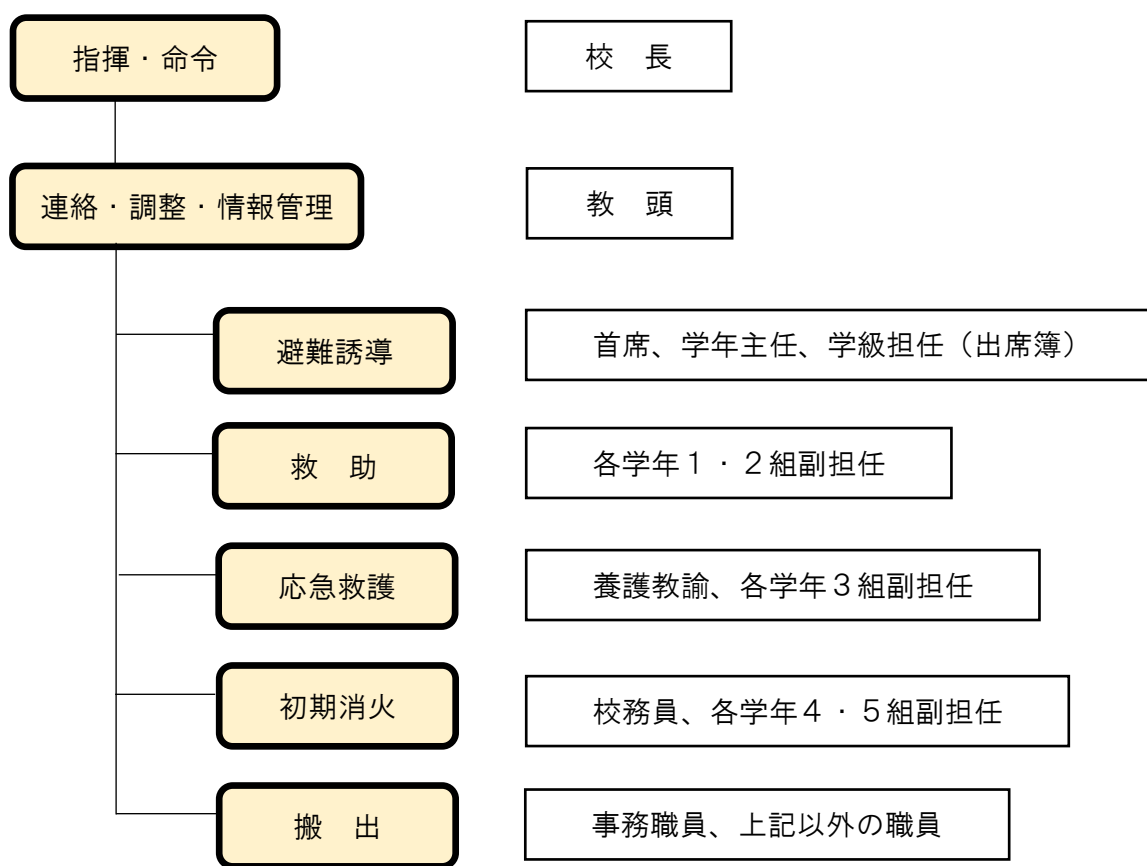 指揮・命令
校　長
連絡・調整・情報管理
教　頭
避難誘導
首席、学年主任、学級担任（出席簿）
救　助
各学年１・２組副担任
応急救護
養護教諭、各学年３組副担任
初期消火
校務員、各学年４・５組副担任
搬　出
事務職員、上記以外の職員